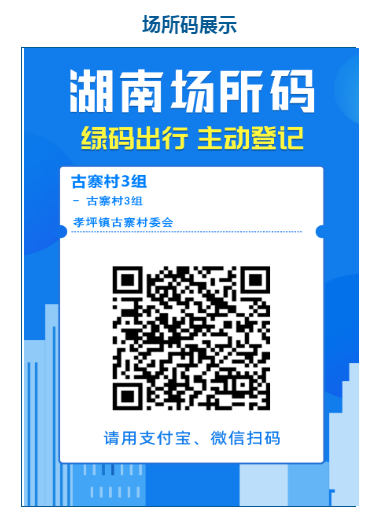 场所码展示
湖南场所码
绿码出行 主动登记
古寨村3组
- 古寨村3组
孝坪镇古寨村委会
请用支付宝、微信扫码